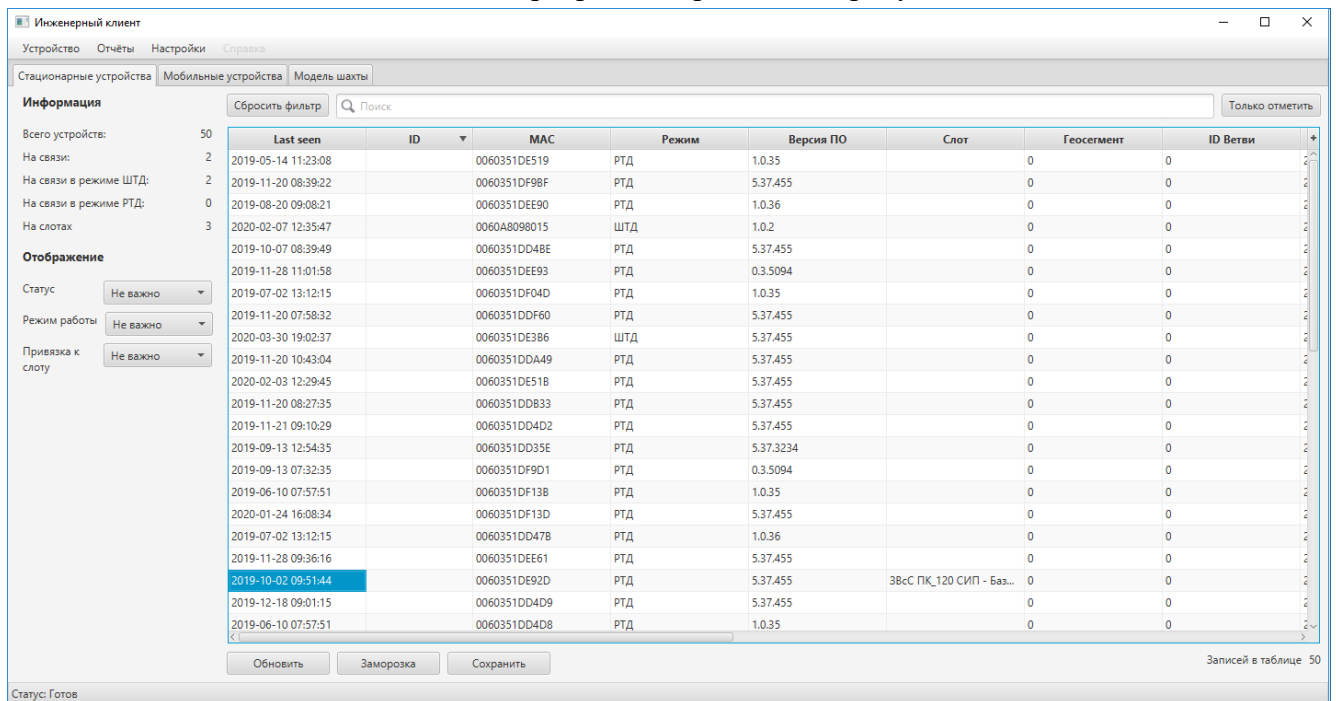 Инженерный клиент
Устройство Отчёты Настройки Справка
Стационарные устройства Мобильные устройства Модель шахты
Информация
Всего устройств: 50
На связи: 2
На связи в режиме ШТД: 2
На связи в режиме РТД: 0
На слотах 3
Отображение
Статус Не важно
Режим работы Не важно
Привязка к слоту Не важно
Сбросить фильтр Поиск Только отметить
Last seen ID MAC Режим Версия ПО Слот Геосегмент ID Ветви +
2019-05-14 11:23:08 0060351DE519 РТД 1.0.35 0 0
2019-11-20 08:39:22 0060351DF9BF РТД 5.37.455 0 0
2019-08-20 09:08:21 0060351DEE90 РТД 1.0.36 0 0
2020-02-07 12:35:47 0060A8098015 ШТД 1.0.2 0 0
2019-10-07 08:39:49 0060351DD4BE РТД 5.37.455 0 0
2019-11-28 11:01:58 0060351DEE93 РТД 0.3.5094 0 0
2019-07-02 13:12:15 0060351DF04D РТД 1.0.35 0 0
2019-11-20 07:58:32 0060351DDF60 РТД 5.37.455 0 0
2020-03-30 19:02:37 0060351DE3B6 ШТД 5.37.455 0 0
2019-11-20 10:43:04 0060351DDA49 РТД 5.37.455 0 0
2020-02-03 12:29:45 0060351DE51B РТД 5.37.455 0 0
2019-11-20 08:27:35 0060351DDB33 РТД 5.37.455 0 0
2019-11-21 09:10:29 0060351DD4D2 РТД 5.37.455 0 0
2019-09-13 12:54:35 0060351DD35E РТД 5.37.3234 0 0
2019-09-13 07:32:35 0060351DF9D1 РТД 0.3.5094 0 0
2019-06-10 07:57:51 0060351DF13B РТД 1.0.35 0 0
2020-01-24 16:08:34 0060351DF13D РТД 5.37.455 0 0
2019-07-02 13:12:15 0060351DD47B РТД 1.0.36 0 0
2019-11-28 09:36:16 0060351DEE61 РТД 5.37.455 0 0
2019-10-02 09:51:44 0060351DE92D РТД 5.37.455 ЗВсС ПК_120 СИП - Баз... 0 0
2019-12-18 09:01:15 0060351DD4D9 РТД 5.37.455 0 0
2019-06-10 07:57:51 0060351DD4D8 РТД 1.0.35 0 0
Обновить Заморозка Сохранить Записей в таблице 50
Статус: Готов